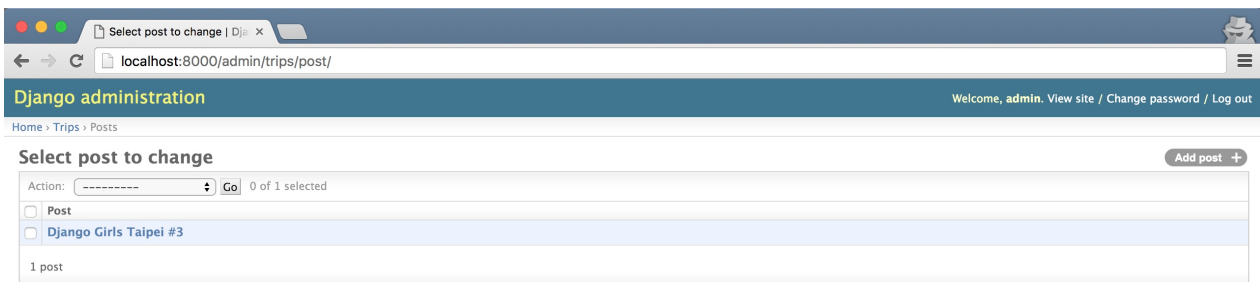 Select post to change | Dja
localhost:8000/admin/trips/post/
Django administration
Welcome, admin. View site / Change password / Log out
Home › Trips › Posts
Select post to change
Add post +
Action: --------- Go 0 of 1 selected
Post
Django Girls Taipei #3
1 post